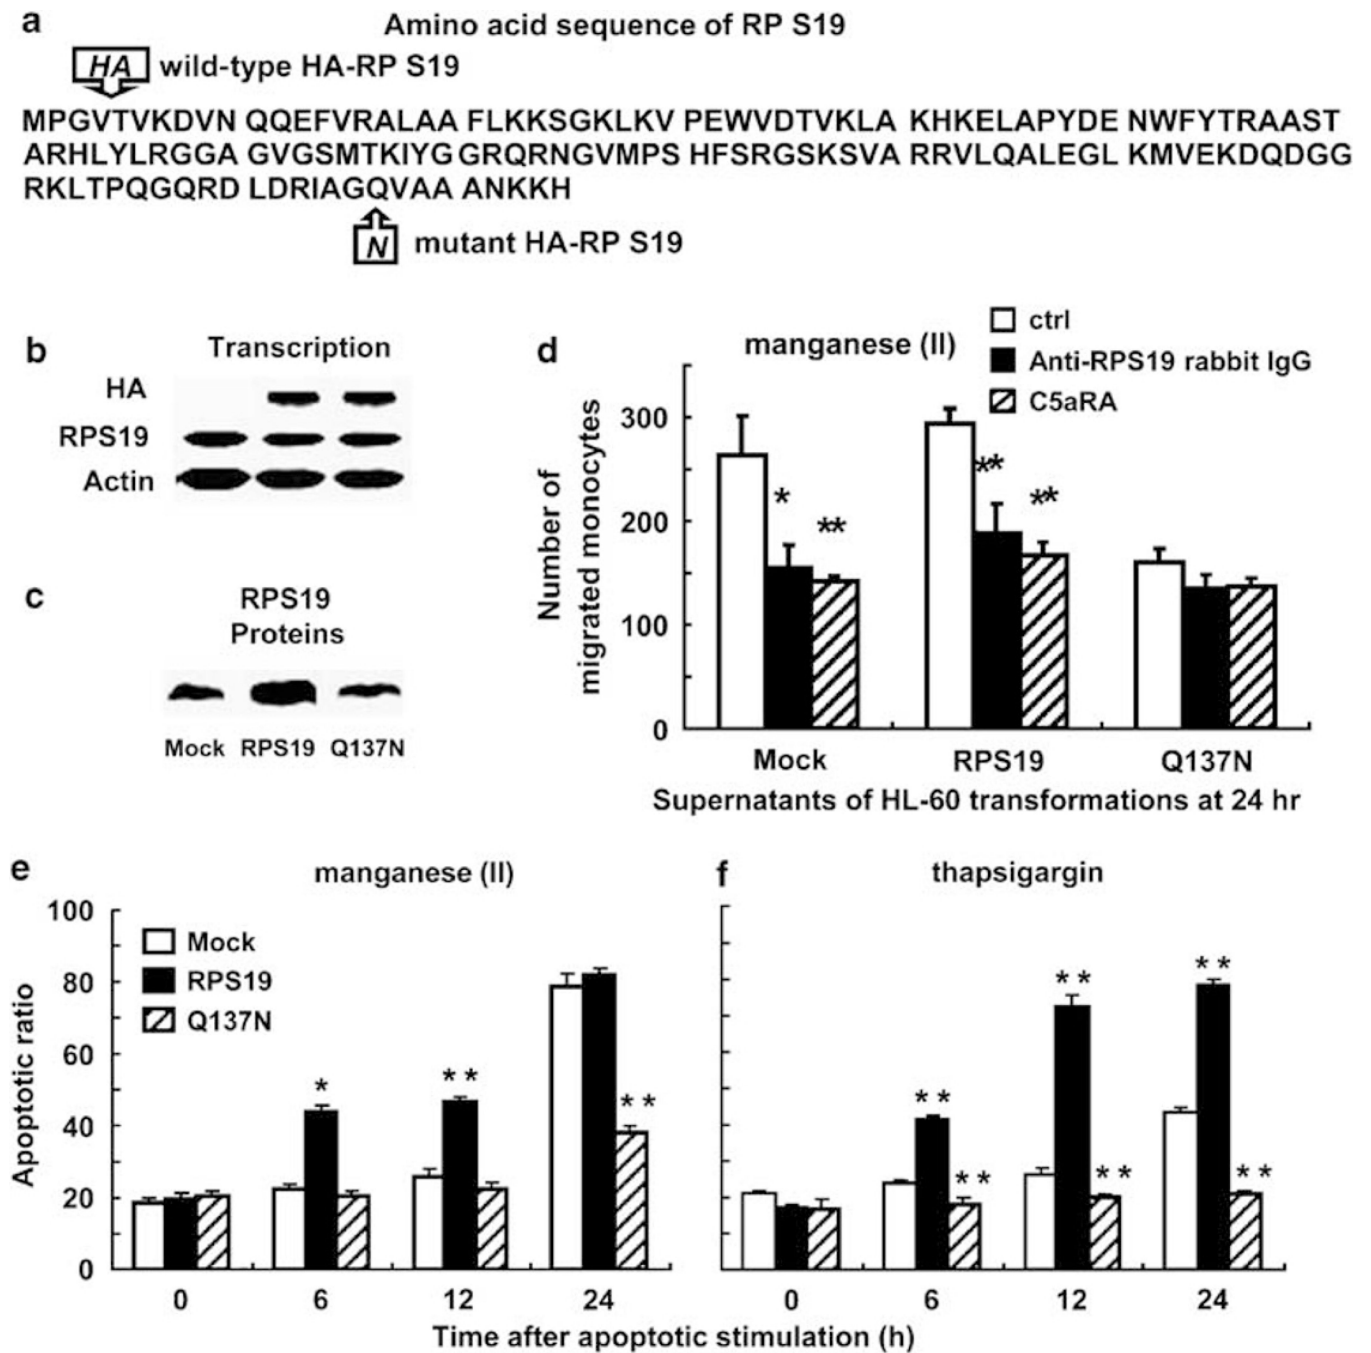 a
Amino acid sequence of RP S19
HA wild-type HA-RP S19
MPGVTVKDVN QQEFVRALAA FLKKSGKLKV PEWVDTVKLA KHKELAPYDE NWFYTRAAST
ARHLYLRGGA GVGSMTKIYG GRQRNGVMPS HFSRGSKSVA RRVLQALEGL KMVEKDQDGG
RKLTPQGQRD LDRIAGQVAA ANKKH
N mutant HA-RP S19
b
Transcription
HA
RPS19
Actin
c
RPS19
Proteins
Mock RPS19 Q137N
d
manganese (II)
ctrl
Anti-RPS19 rabbit IgG
C5aRA
Number of
migrated monocytes
300
200
100
0
*
**
**
**
Mock RPS19 Q137N
Supernatants of HL-60 transformations at 24 hr
e
manganese (II)
Mock
RPS19
Q137N
Apoptotic ratio
100
80
60
40
20
0
*
**
**
0 6 12 24
f
thapsigargin
**
**
**
**
**
**
0 6 12 24
Time after apoptotic stimulation (h)